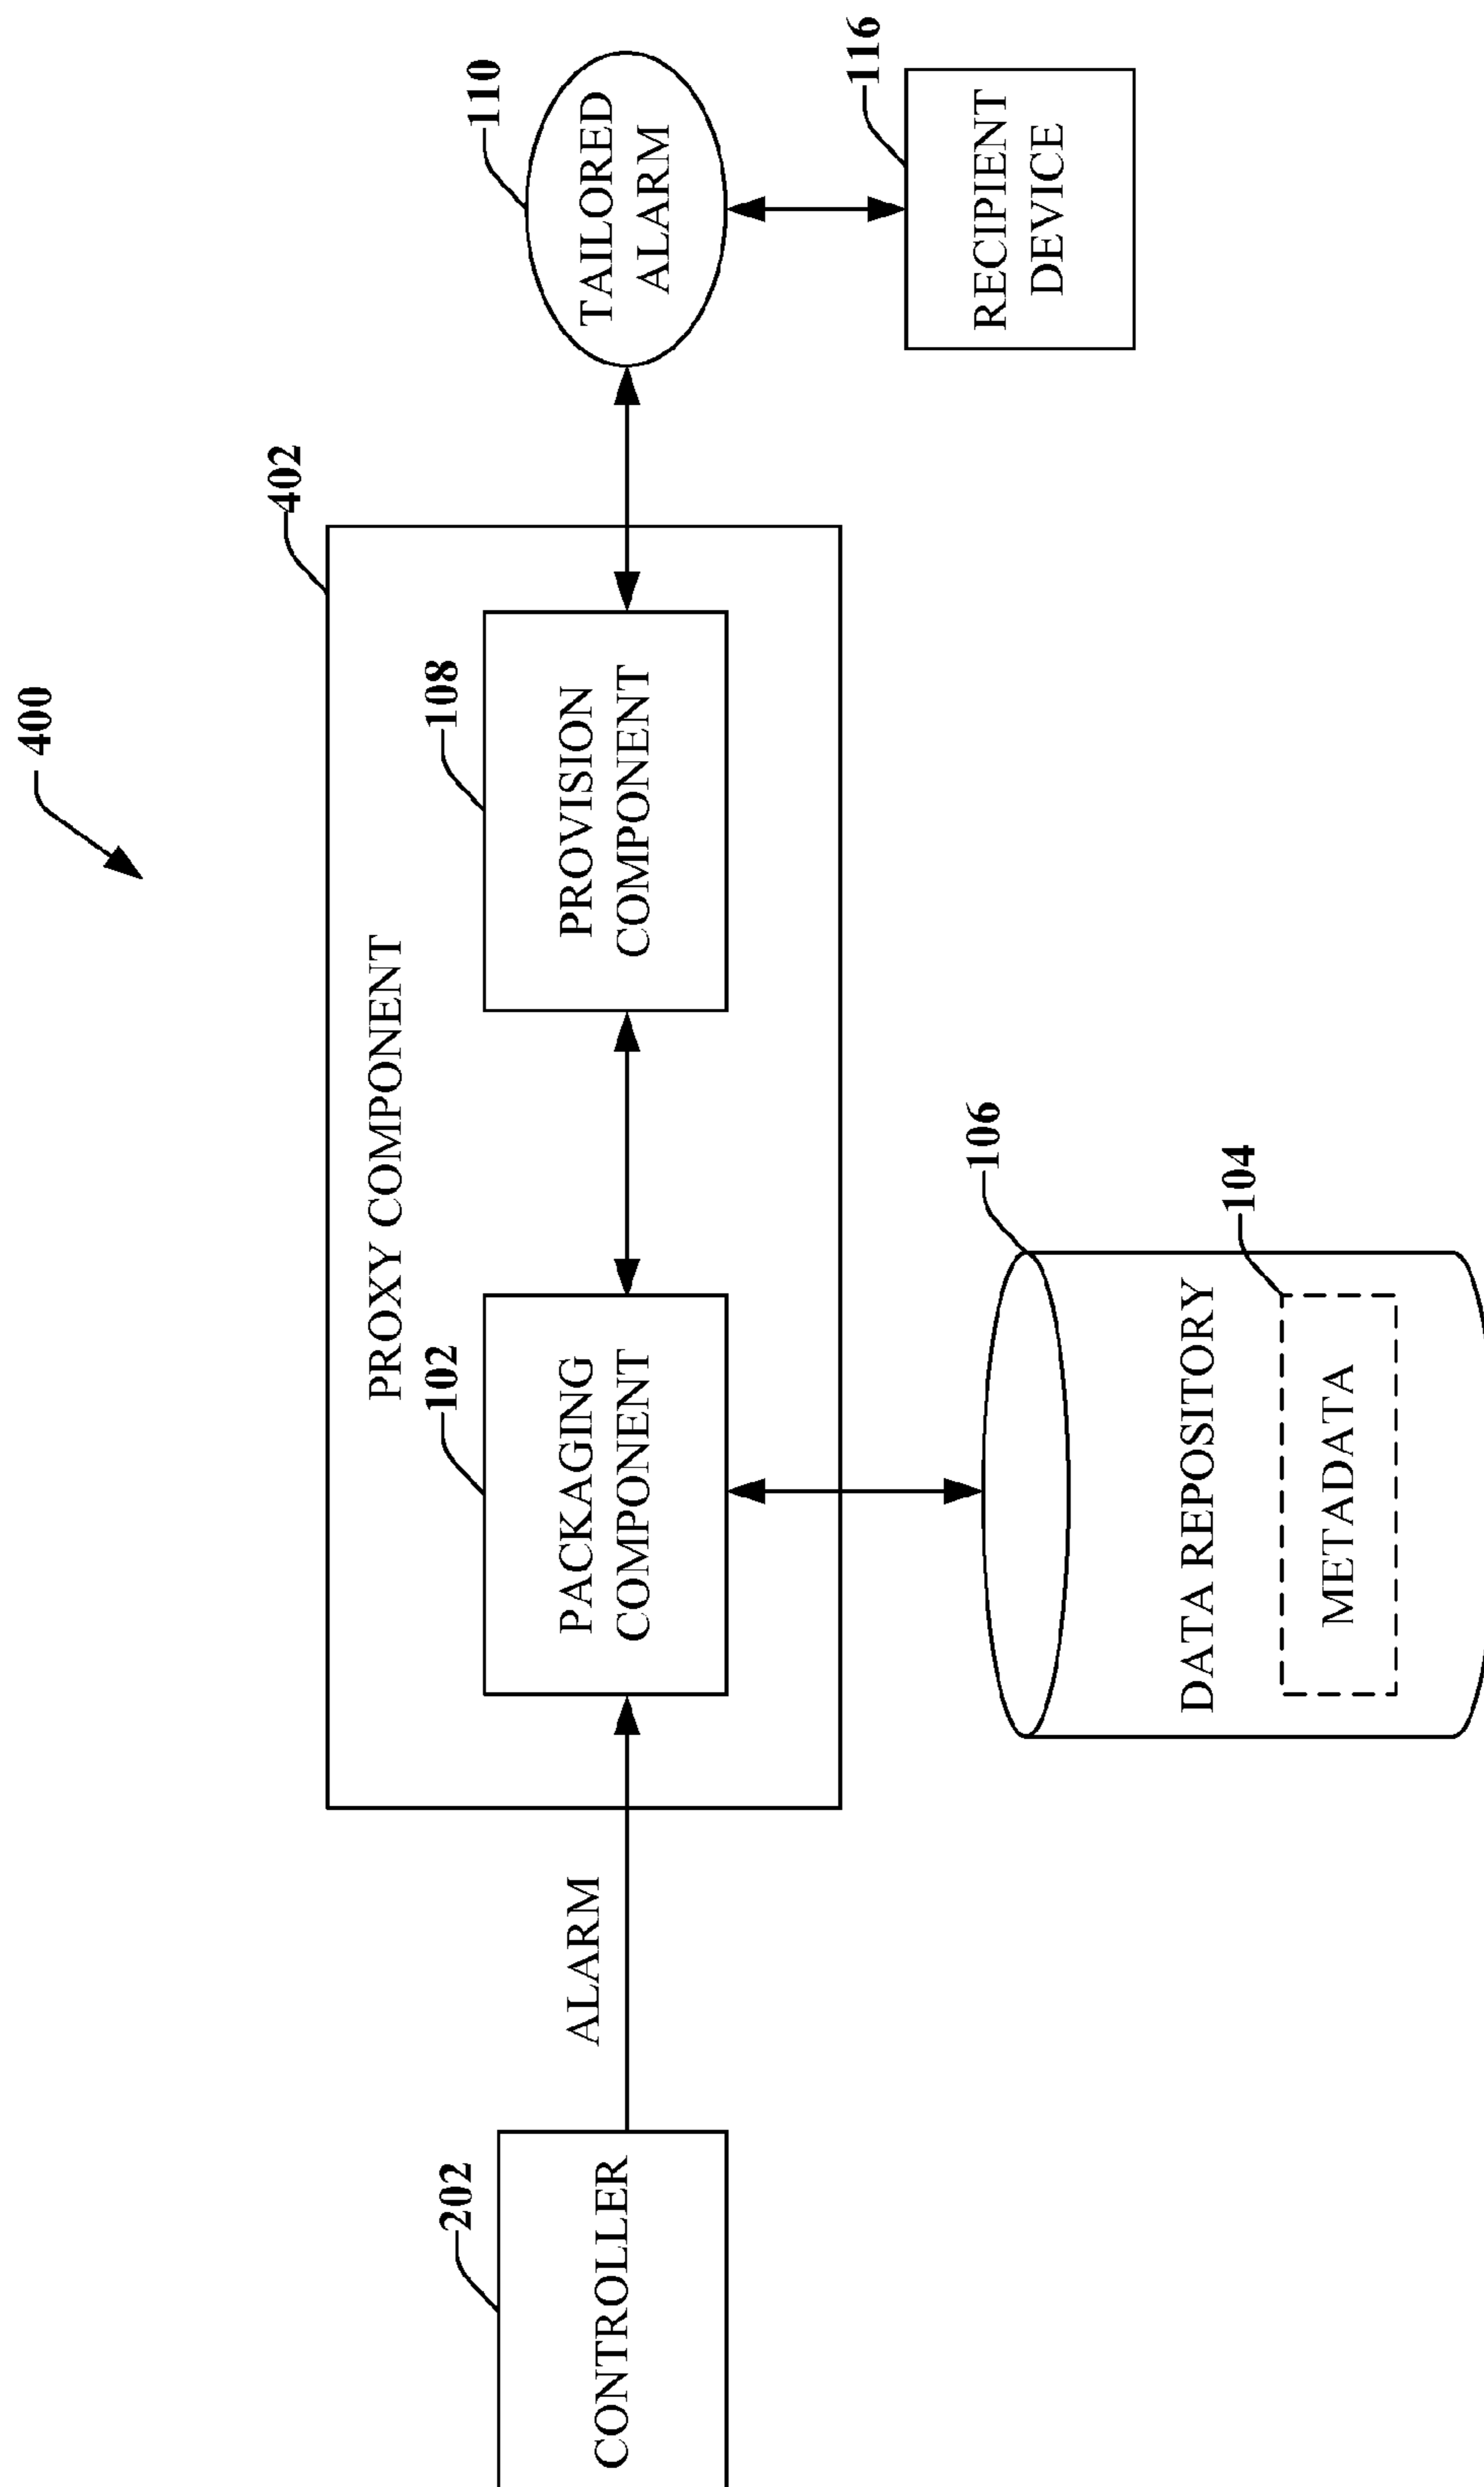 400
402
PROXY COMPONENT
202
CONTROLLER
ALARM
102
PACKAGING
COMPONENT
108
PROVISION
COMPONENT
110
TAILORED
ALARM
106
DATA REPOSITORY
104
METADATA
116
RECIPIENT
DEVICE